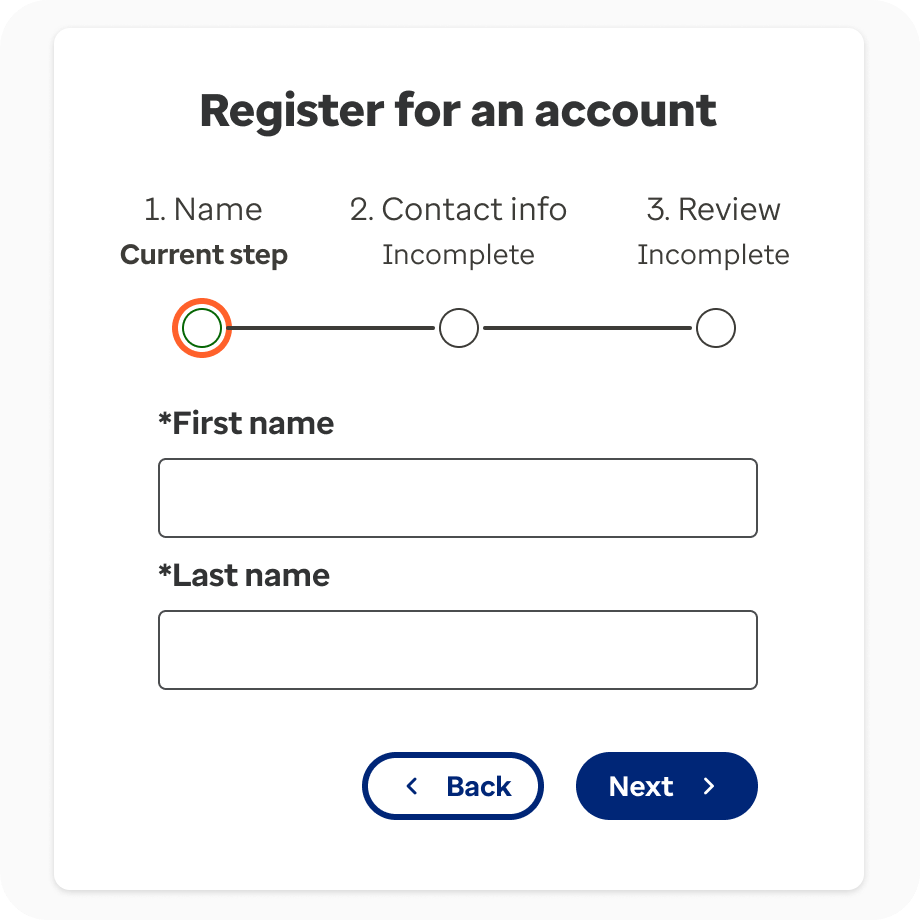 Register for an account
1. Name
Current step
2. Contact info
Incomplete
3. Review
Incomplete
*First name
*Last name
Back
Next